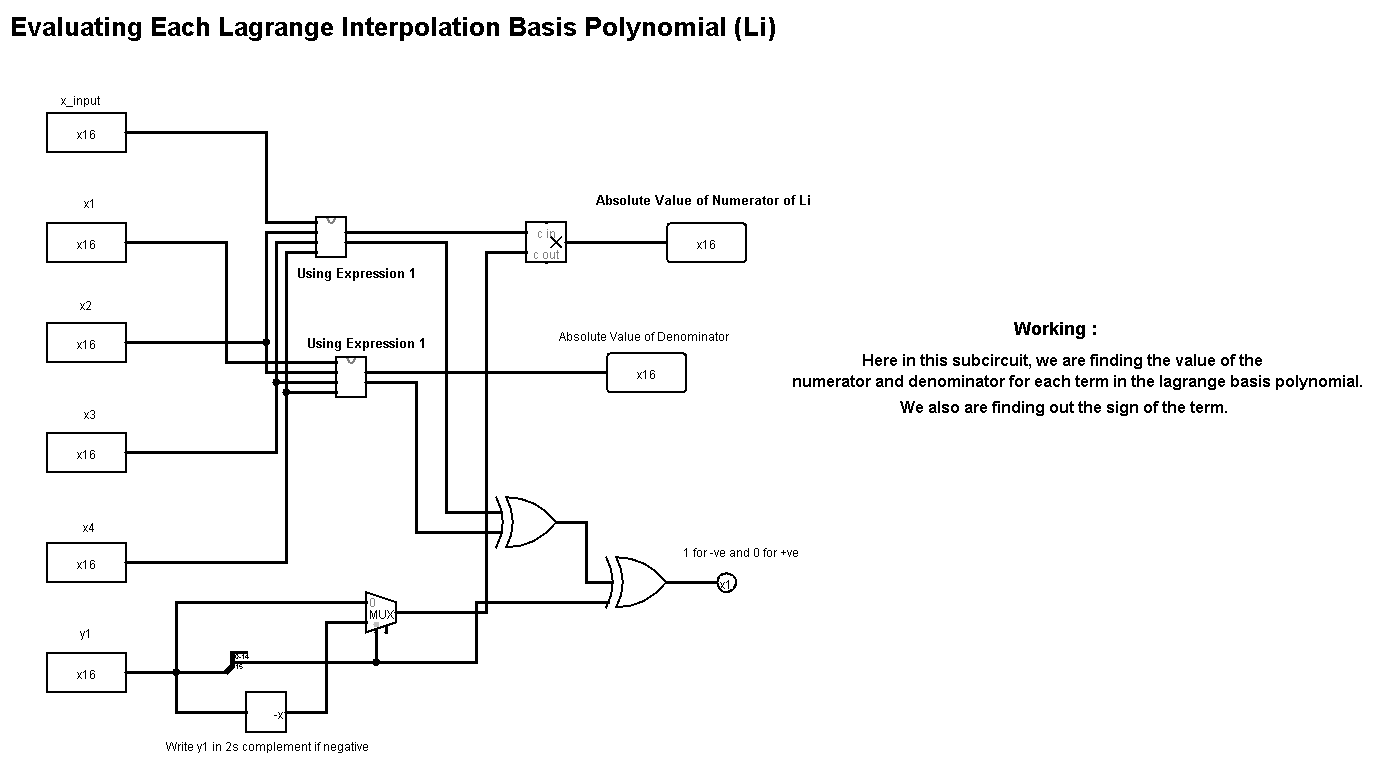 Evaluating Each Lagrange Interpolation Basis Polynomial (Li)
x_input
x16
x1
x16
x2
x16
x3
x16
x4
x16
y1
x16
Using Expression 1
Using Expression 1
c in
c out
Absolute Value of Numerator of Li
x16
Absolute Value of Denominator
x16
0
MUX
0-14
15
-x
Write y1 in 2s complement if negative
1 for -ve and 0 for +ve
x1
Working :
Here in this subcircuit, we are finding the value of the
numerator and denominator for each term in the lagrange basis polynomial.
We also are finding out the sign of the term.